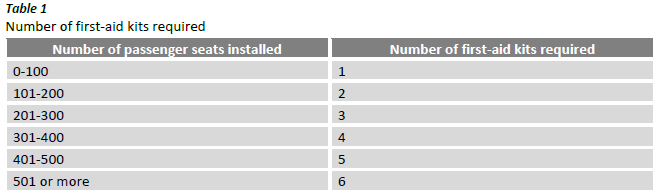 Table 1
Number of first-aid kits required
Number of passenger seats installed Number of first-aid kits required
0-100 1
101-200 2
201-300 3
301-400 4
401-500 5
501 or more 6